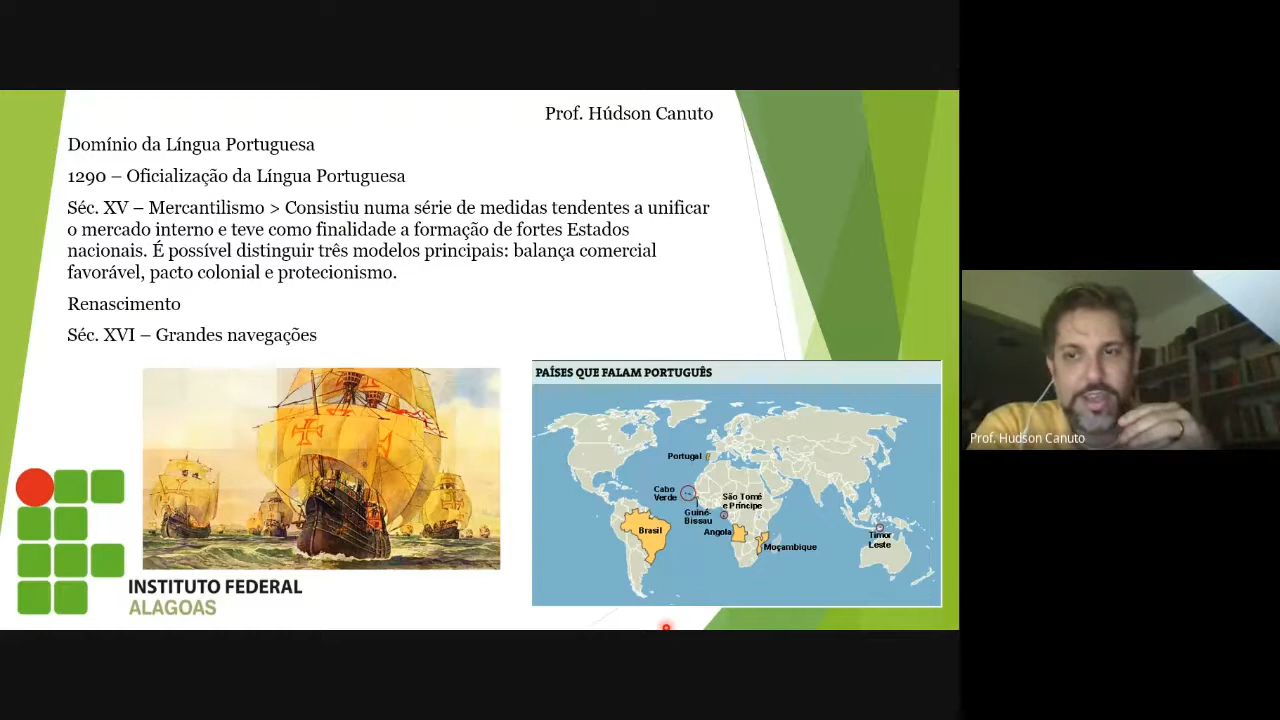 Prof. Húdson Canuto
Domínio da Língua Portuguesa
1290 – Oficialização da Língua Portuguesa
Séc. XV – Mercantilismo > Consistiu numa série de medidas tendentes a unificar
o mercado interno e teve como finalidade a formação de fortes Estados
nacionais. É possível distinguir três modelos principais: balança comercial
favorável, pacto colonial e protecionismo.
Renascimento
Séc. XVI – Grandes navegações
PAÍSES QUE FALAM PORTUGUÊS
Portugal
Cabo
Verde
São Tomé
e Príncipe
Guiné-
Bissau
Brasil
Angola
Moçambique
Timor
Leste
INSTITUTO FEDERAL
ALAGOAS
Prof. Hudson Canuto